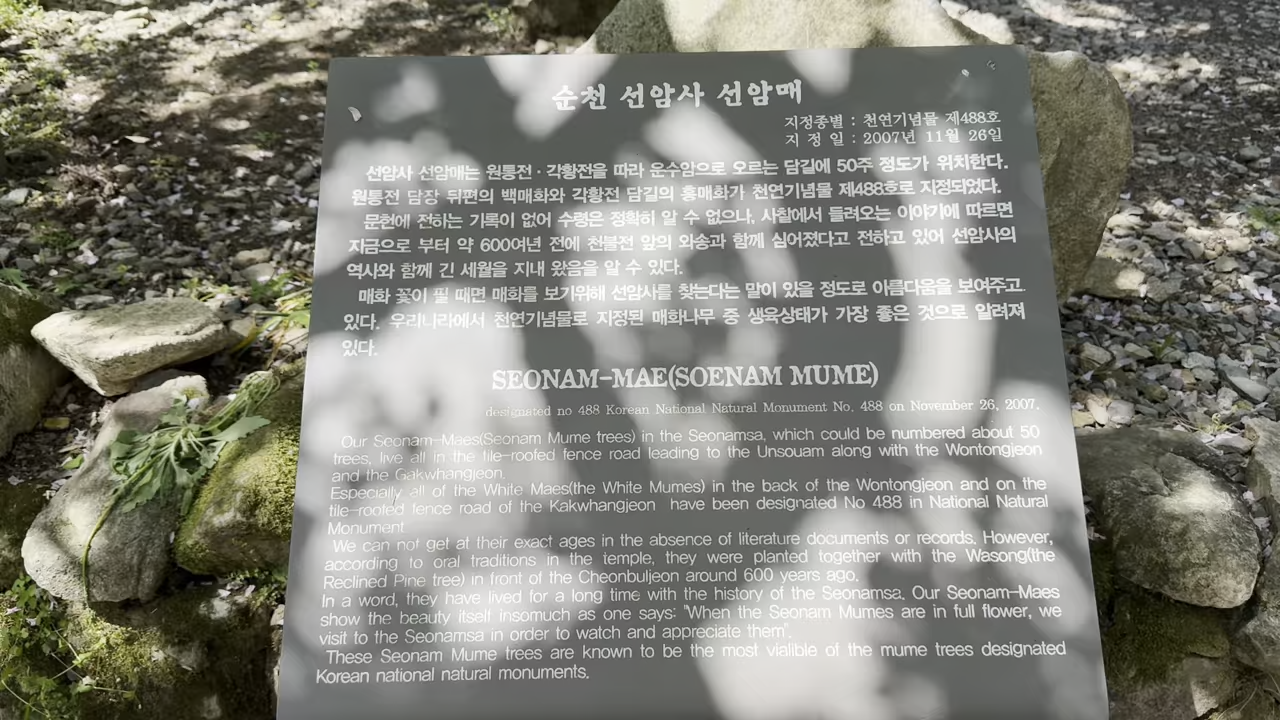 순천 선암사 선암매
지정종별 : 천연기념물 제488호
지 정 일 : 2007년 11월 26일
선암사 선암매는 원통전 · 각황전을 따라 운수암으로 오르는 담길에 50주 정도가 위치한다.
원통전 담장 뒤편의 백매화와 각황전 담길의 홍매화가 천연기념물 제488호로 지정되었다.
문헌에 전하는 기록이 없어 수령은 정확히 알 수 없으나, 사찰에서 들려오는 이야기에 따르면
지금으로 부터 약 600여년 전에 천불전 앞의 와송과 함께 심어졌다고 전하고 있어 선암사의
역사와 함께 긴 세월을 지내 왔음을 알 수 있다.
매화 꽃이 필 때면 매화를 보기위해 선암사를 찾는다는 말이 있을 정도로 아름다움을 보여주고
있다. 우리나라에서 천연기념물로 지정된 매화나무 중 생육상태가 가장 좋은 것으로 알려져
있다.
SEONAM-MAE(SOENAM MUME)
designated no 488 Korean National Natural Monument No. 488 on November 26, 2007.
Our Seonam-Maes(Seonam Mume trees) in the Seonamsa, which could be numbered about 50
trees, live all in the tile-roofed fence road leading to the Unsouam along with the Wontongjeon
and the Gakwhangjeon.
Especially all of the White Maes(the White Mumes) in the back of the Wontongjeon and on the
tile-roofed fence road of the Kakwhangjeon have been designated No 488 in National Natural
Monument
We can not get at their exact ages in the absence of literature documents or records. However,
according to oral traditions in the temple, they were planted together with the Wasong(the
Reclined Pine tree) in front of the Cheonbuljeon around 600 years ago.
In a word, they have lived for a long time with the history of the Seonamsa. Our Seonam-Maes
show the beauty itself insomuch as one says: "When the Seonam Mumes are in full flower, we
visit to the Seonamsa in order to watch and appreciate them".
These Seonam Mume trees are known to be the most vialible of the mume trees designated
Korean national natural monuments.